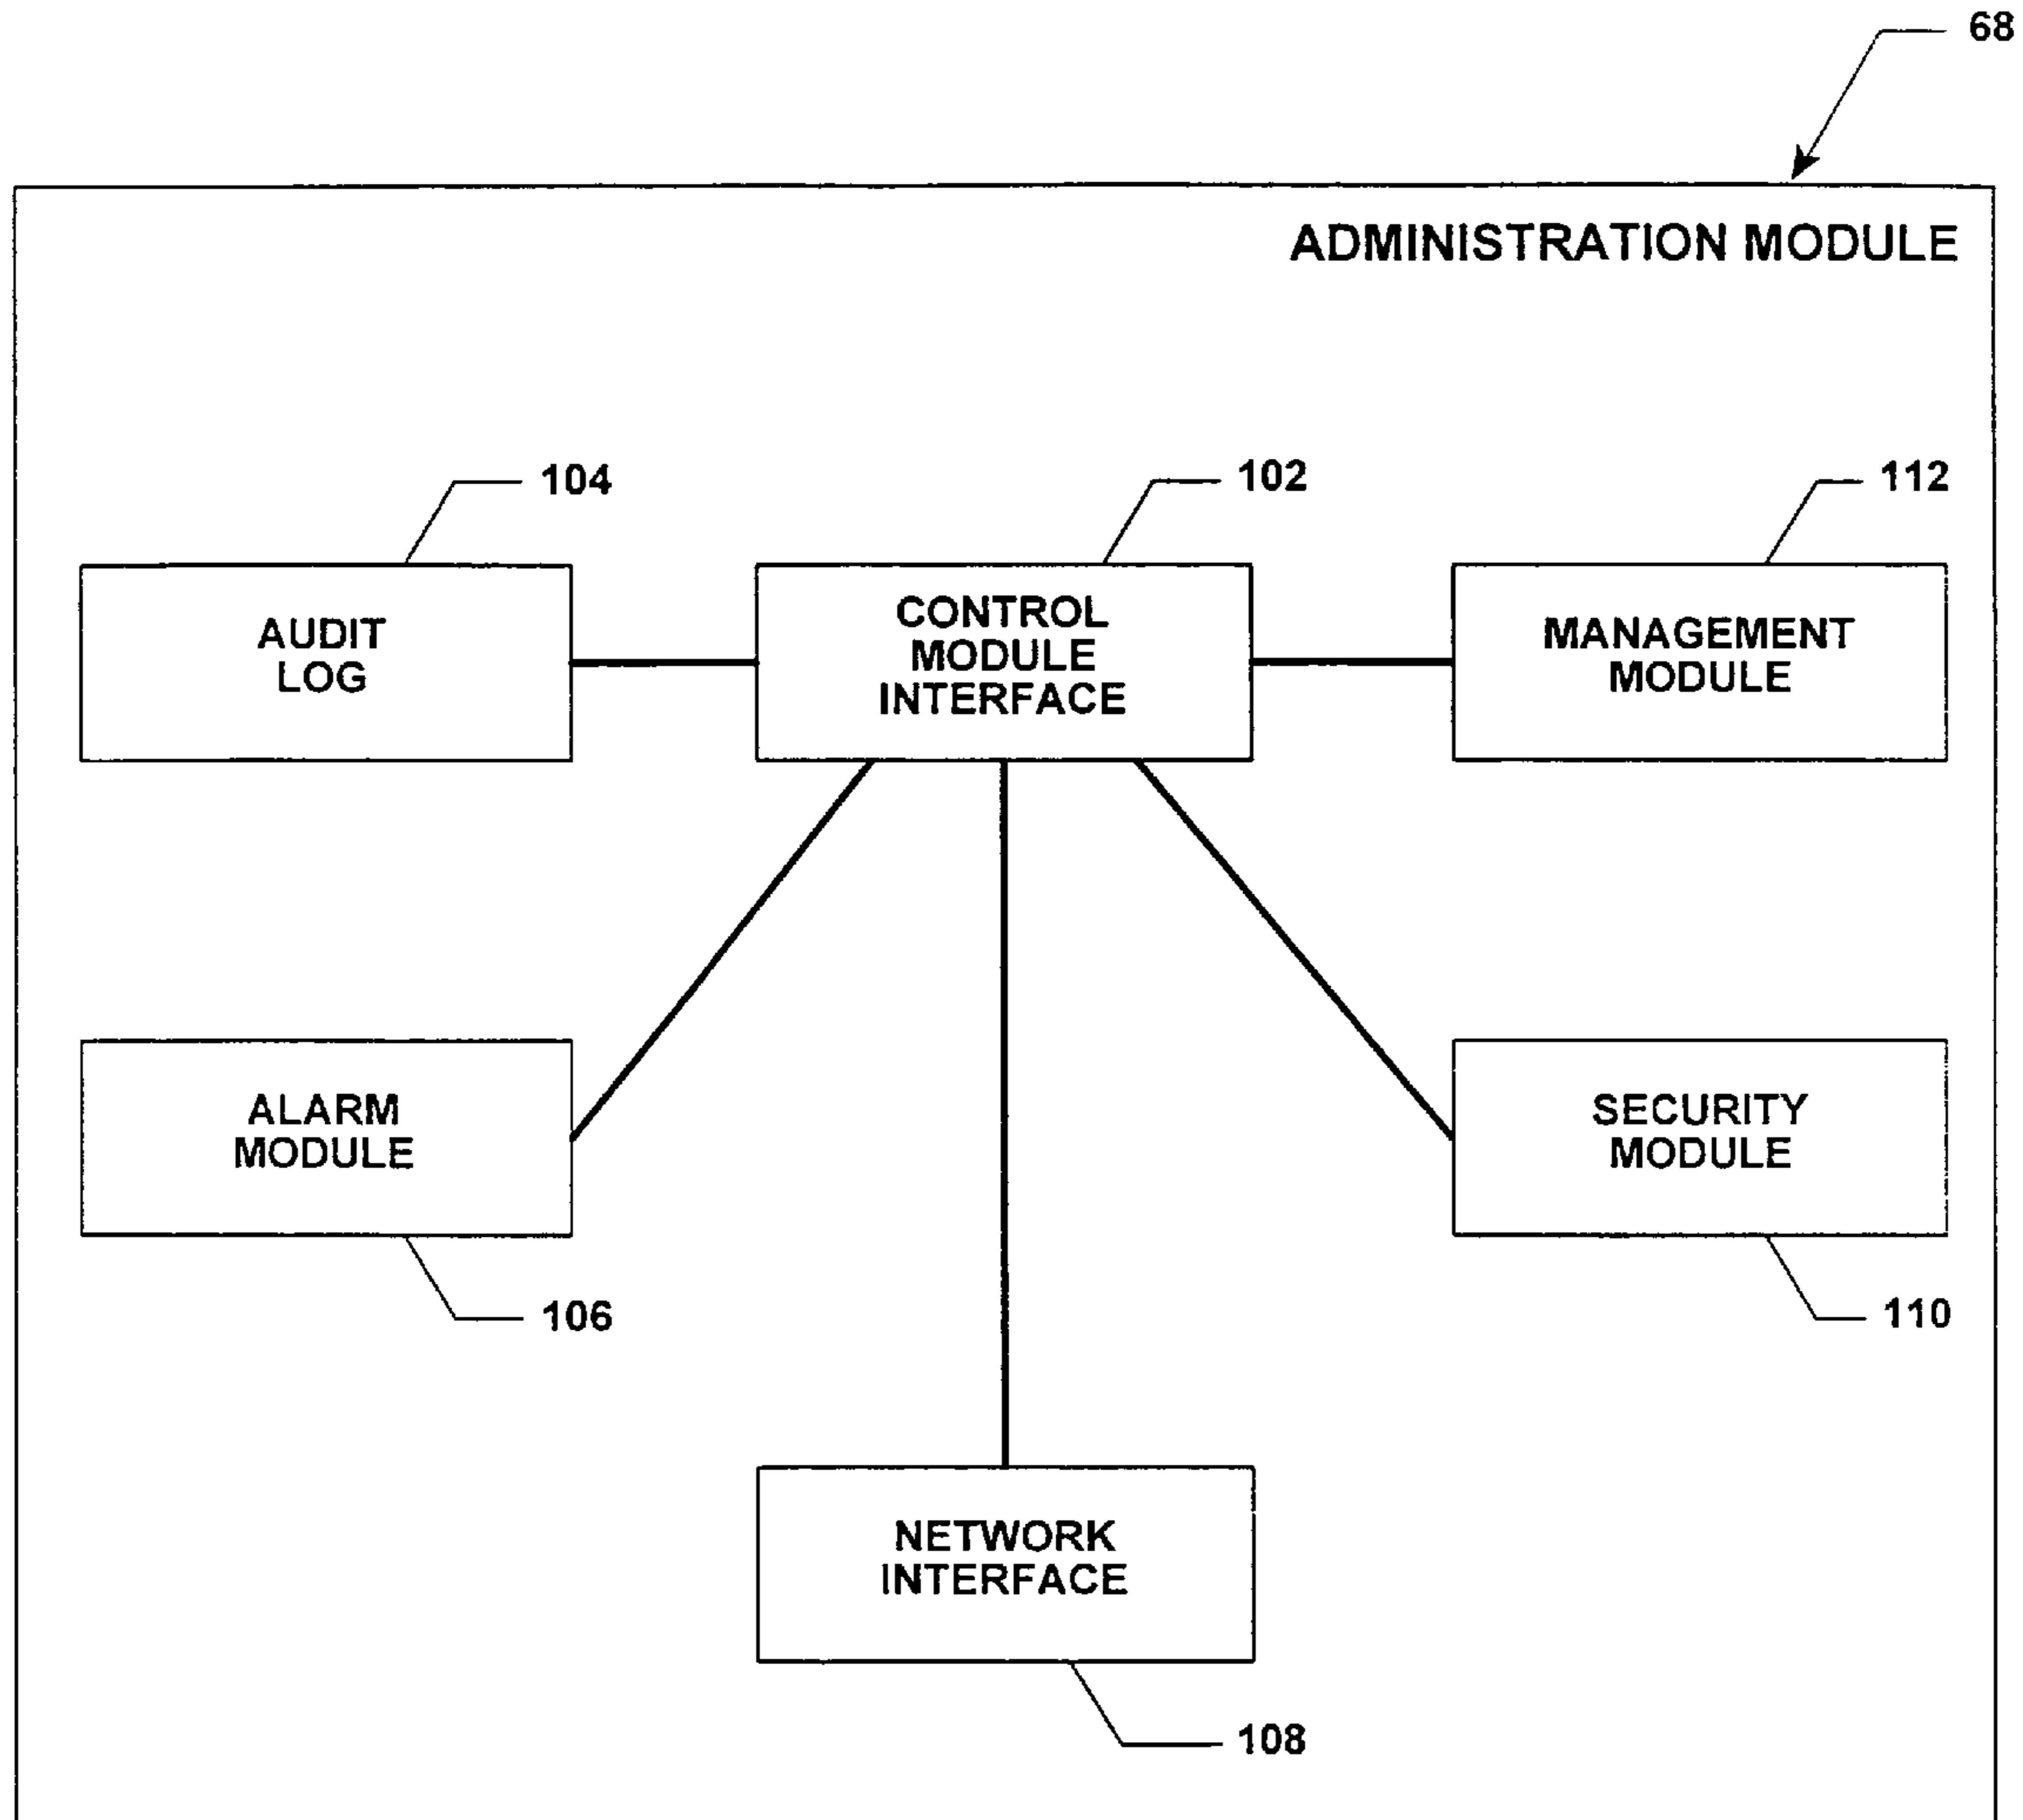 68
ADMINISTRATION MODULE
104
102
112
AUDIT
LOG
CONTROL
MODULE
INTERFACE
MANAGEMENT
MODULE
ALARM
MODULE
SECURITY
MODULE
106
110
NETWORK
INTERFACE
108